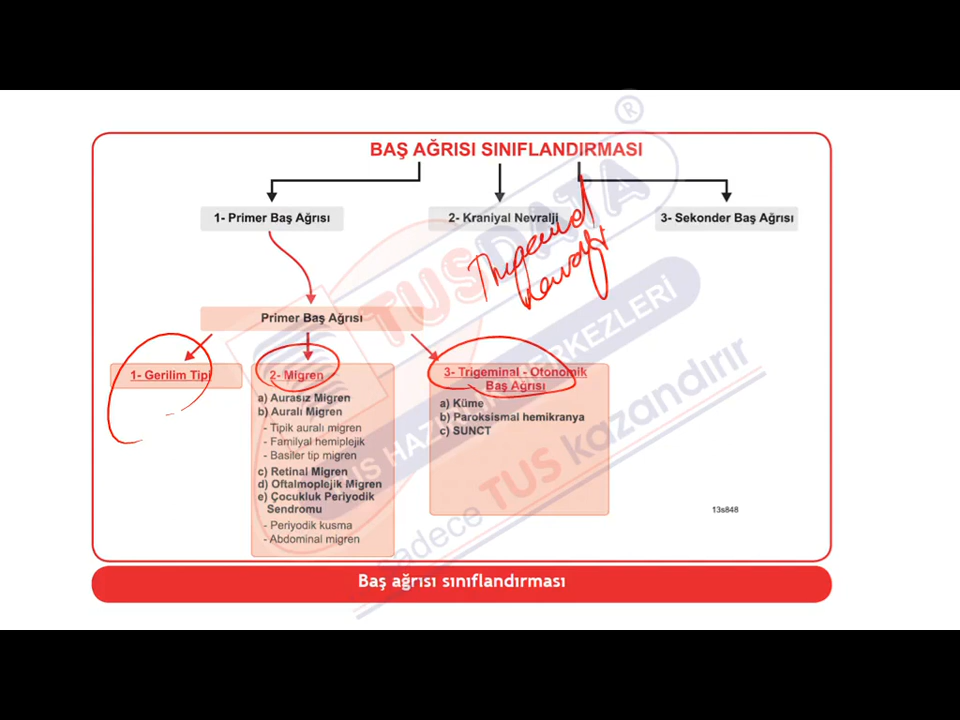 BAŞ AĞRISI SINIFLANDIRMASI
1- Primer Baş Ağrısı
2- Kraniyal Nevralji
3- Sekonder Baş Ağrısı
Trigeminal
Primer Baş Ağrısı
1- Gerilim Tipi
2- Migren
a) Aurasız Migren
b) Auralı Migren
- Tipik auralı migren
- Familyal hemiplejik
- Basiler tip migren
c) Retinal Migren
d) Oftalmoplejik Migren
e) Çocukluk Periyodik
Sendromu
- Periyodik kusma
- Abdominal migren
3- Trigeminal - Otonomik
Baş Ağrısı
a) Küme
b) Paroksismal hemikranya
c) SUNCT
13s848
Baş ağrısı sınıflandırması
®
TUSDATA
TUS HAZIRLIK MERKEZLERİ
Sadece TUS kazandırır